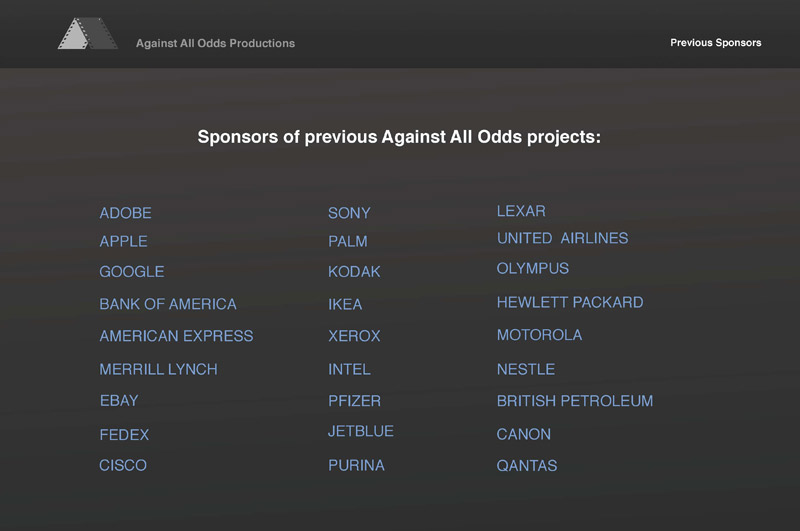 Against All Odds Productions
Previous Sponsors
Sponsors of previous Against All Odds projects:
ADOBE
APPLE
GOOGLE
BANK OF AMERICA
AMERICAN EXPRESS
MERRILL LYNCH
EBAY
FEDEX
CISCO
SONY
PALM
KODAK
IKEA
XEROX
INTEL
PFIZER
JETBLUE
PURINA
LEXAR
UNITED AIRLINES
OLYMPUS
HEWLETT PACKARD
MOTOROLA
NESTLE
BRITISH PETROLEUM
CANON
QANTAS